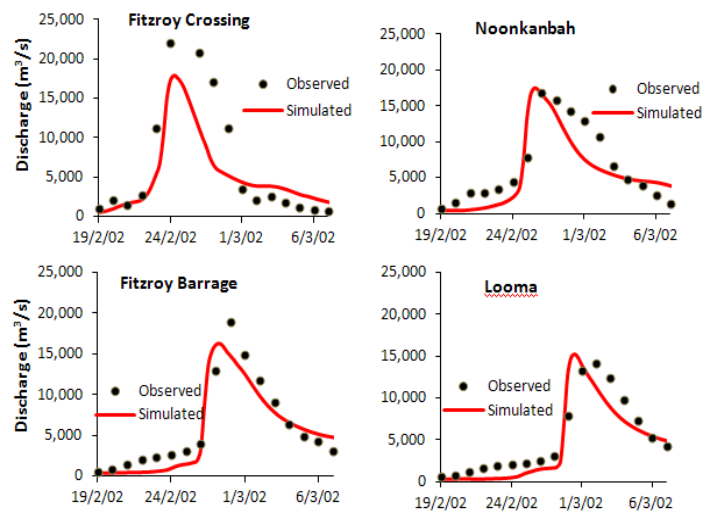 Fitzroy Crossing
Discharge (m³/s)
25,000
20,000
15,000
10,000
5,000
0
Observed
Simulated
19/2/02 24/2/02 1/3/02 6/3/02
Noonkanbah
25,000
20,000
15,000
10,000
5,000
0
Observed
Simulated
19/2/02 24/2/02 1/3/02 6/3/02
Fitzroy Barrage
Discharge (m³/s)
25,000
20,000
15,000
10,000
5,000
0
Observed
Simulated
19/2/02 24/2/02 1/3/02 6/3/02
Looma
25,000
20,000
15,000
10,000
5,000
0
Observed
Simulated
19/2/02 24/2/02 1/3/02 6/3/02